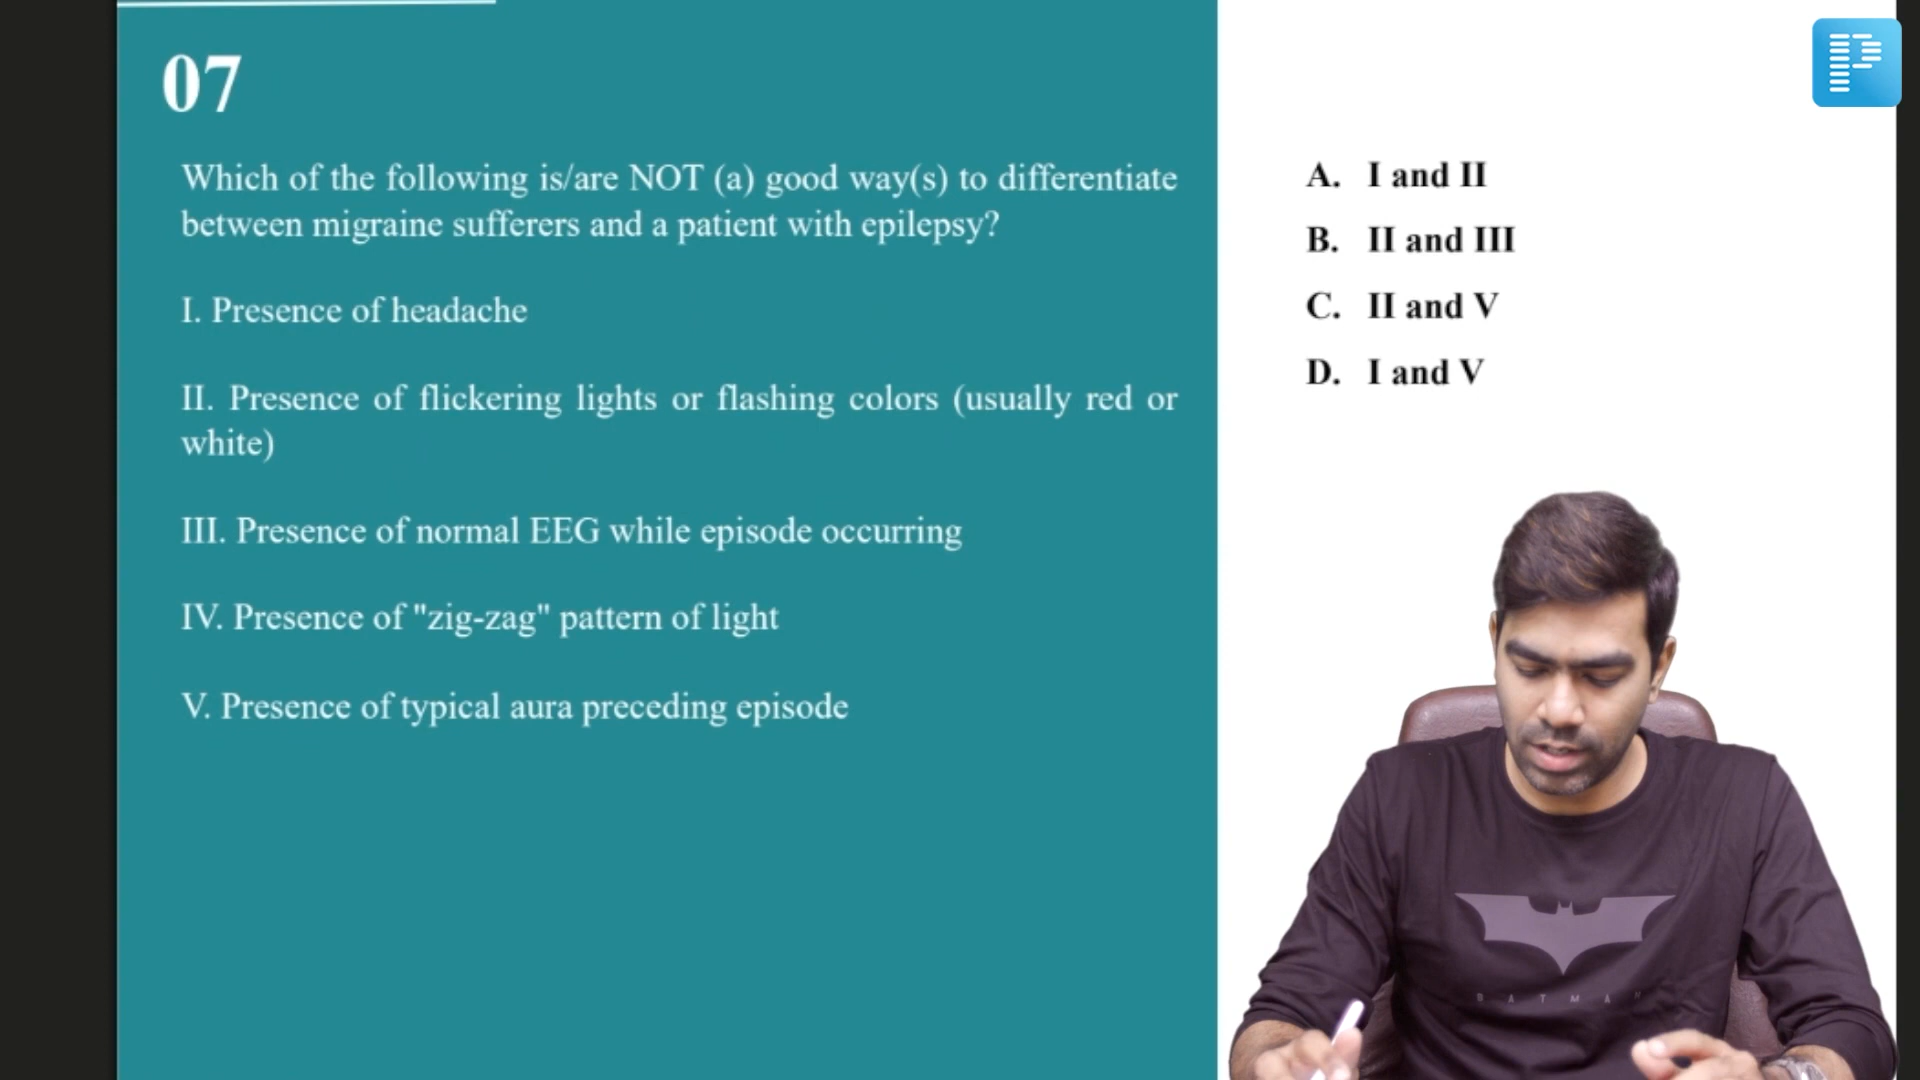 07
Which of the following is/are NOT (a) good way(s) to differentiate
between migraine sufferers and a patient with epilepsy?
I. Presence of headache
II. Presence of flickering lights or flashing colors (usually red or
white)
III. Presence of normal EEG while episode occurring
IV. Presence of "zig-zag" pattern of light
V. Presence of typical aura preceding episode
A. I and II
B. II and III
C. II and V
D. I and V
BATMAN